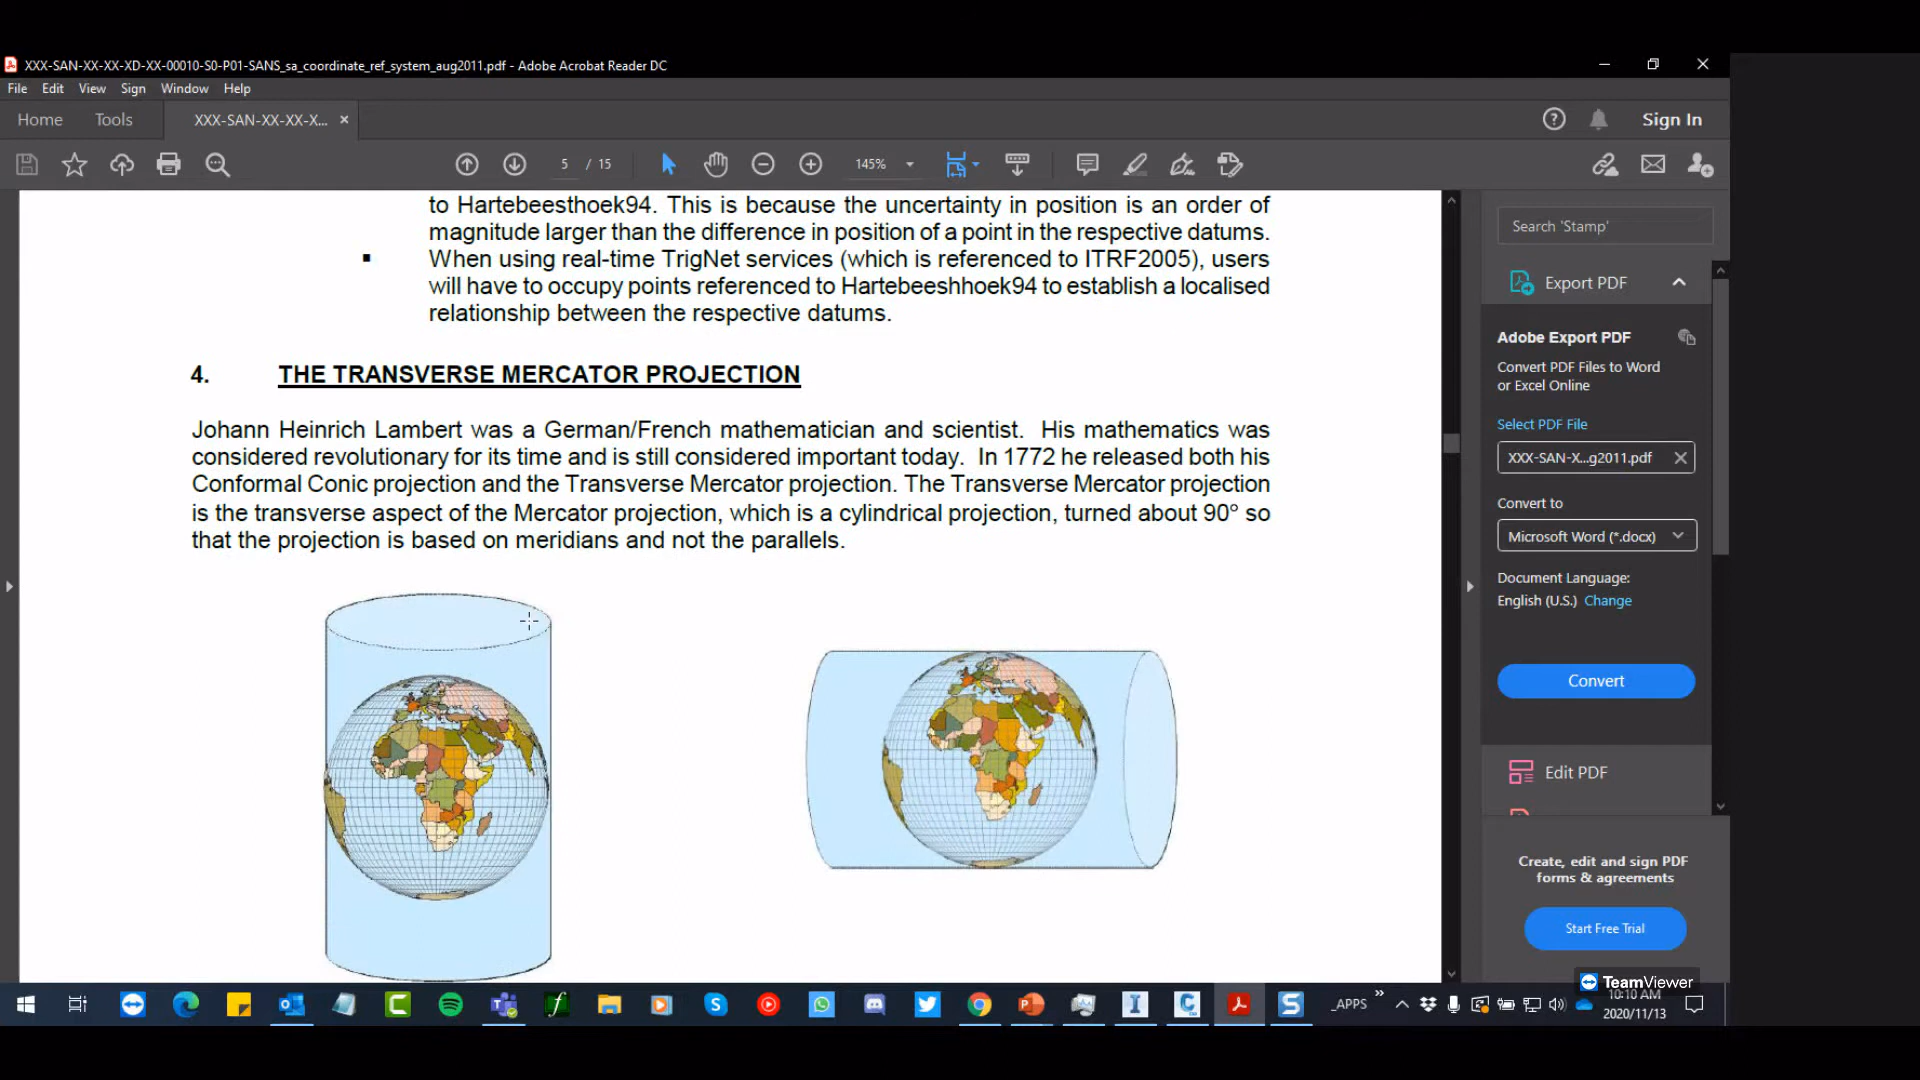 XXX-SAN-XX-XX-XD-XX-00010-S0-P01-SANS_sa_coordinate_ref_system_aug2011.pdf - Adobe Acrobat Reader DC
File Edit View Sign Window Help
Home Tools XXX-SAN-XX-XX-X... × Sign In
5 / 15 145%
to Hartebeesthoek94. This is because the uncertainty in position is an order of
magnitude larger than the difference in position of a point in the respective datums.
▪ When using real-time TrigNet services (which is referenced to ITRF2005), users
will have to occupy points referenced to Hartebeeshhoek94 to establish a localised
relationship between the respective datums.
4. THE TRANSVERSE MERCATOR PROJECTION
Johann Heinrich Lambert was a German/French mathematician and scientist. His mathematics was
considered revolutionary for its time and is still considered important today. In 1772 he released both his
Conformal Conic projection and the Transverse Mercator projection. The Transverse Mercator projection
is the transverse aspect of the Mercator projection, which is a cylindrical projection, turned about 90° so
that the projection is based on meridians and not the parallels.
Search 'Stamp'
Export PDF
Adobe Export PDF
Convert PDF Files to Word
or Excel Online
Select PDF File
XXX-SAN-X...g2011.pdf
Convert to
Microsoft Word (*.docx)
Document Language:
English (U.S.) Change
Convert
Edit PDF
Create, edit and sign PDF
forms & agreements
Start Free Trial
TeamViewer
_APPS
10:10 AM
2020/11/13